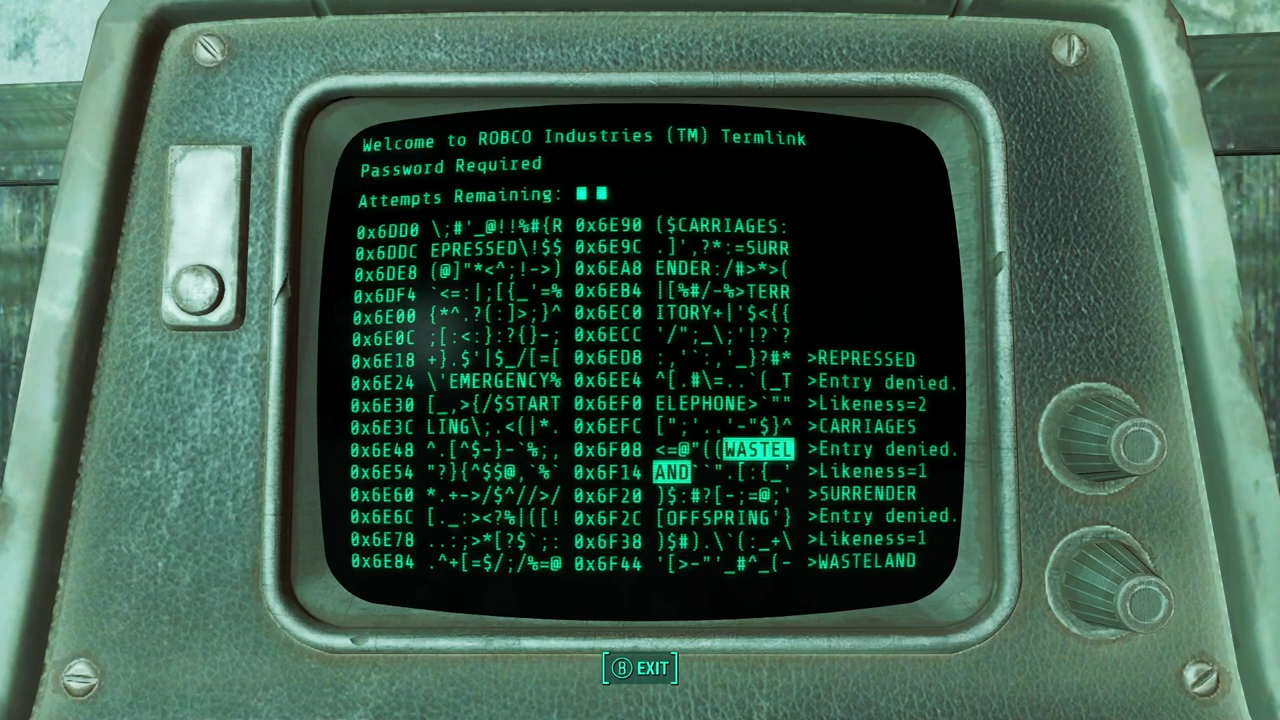 Welcome to ROBCO Industries (TM) Termlink
Password Required
Attempts Remaining: ■ ■
0x6DD0 \;#'_@!!%#{R 0x6E90 ($CARRIAGES:
0x6DDC EPRESSED\!$$ 0x6E9C .]',?*:=SURR
0x6DE8 (@]"*<^;!->) 0x6EA8 ENDER:/#>*>(
0x6DF4 `<=:|;[{_'=% 0x6EB4 |[%#/-%>TERR
0x6E00 {*^.?(:]>;}^ 0x6EC0 ITORY+|'$<{{
0x6E0C ;[:<:}:?{}-; 0x6ECC '/";_\;'!?`?
0x6E18 +}.$'|$_/[=[ 0x6ED8 :,'`:,'_}?#* >REPRESSED
0x6E24 \'EMERGENCY% 0x6EE4 ^[.#\=..`(_T >Entry denied.
0x6E30 [_,>{/$START 0x6EF0 ELEPHONE>`"" >Likeness=2
0x6E3C LING\;.<(|*. 0x6EFC [";'..'-"$}^ >CARRIAGES
0x6E48 ^.[^$-}-`%;, 0x6F08 <=@"((WASTEL >Entry denied.
0x6E54 "?}{^$$@,`%` 0x6F14 AND``".[:{_' >Likeness=1
0x6E60 *.+->/$^//>/ 0x6F20 )$:#?[-;=@;' >SURRENDER
0x6E6C [._:><?%|([! 0x6F2C [OFFSPRING'} >Entry denied.
0x6E78 ..:;>*[?$`;: 0x6F38 )$#).\`(:_+\ >Likeness=1
0x6E84 .^+[=$/;/%=@ 0x6F44 '[>-"'_#^_(- >WASTELAND
B EXIT